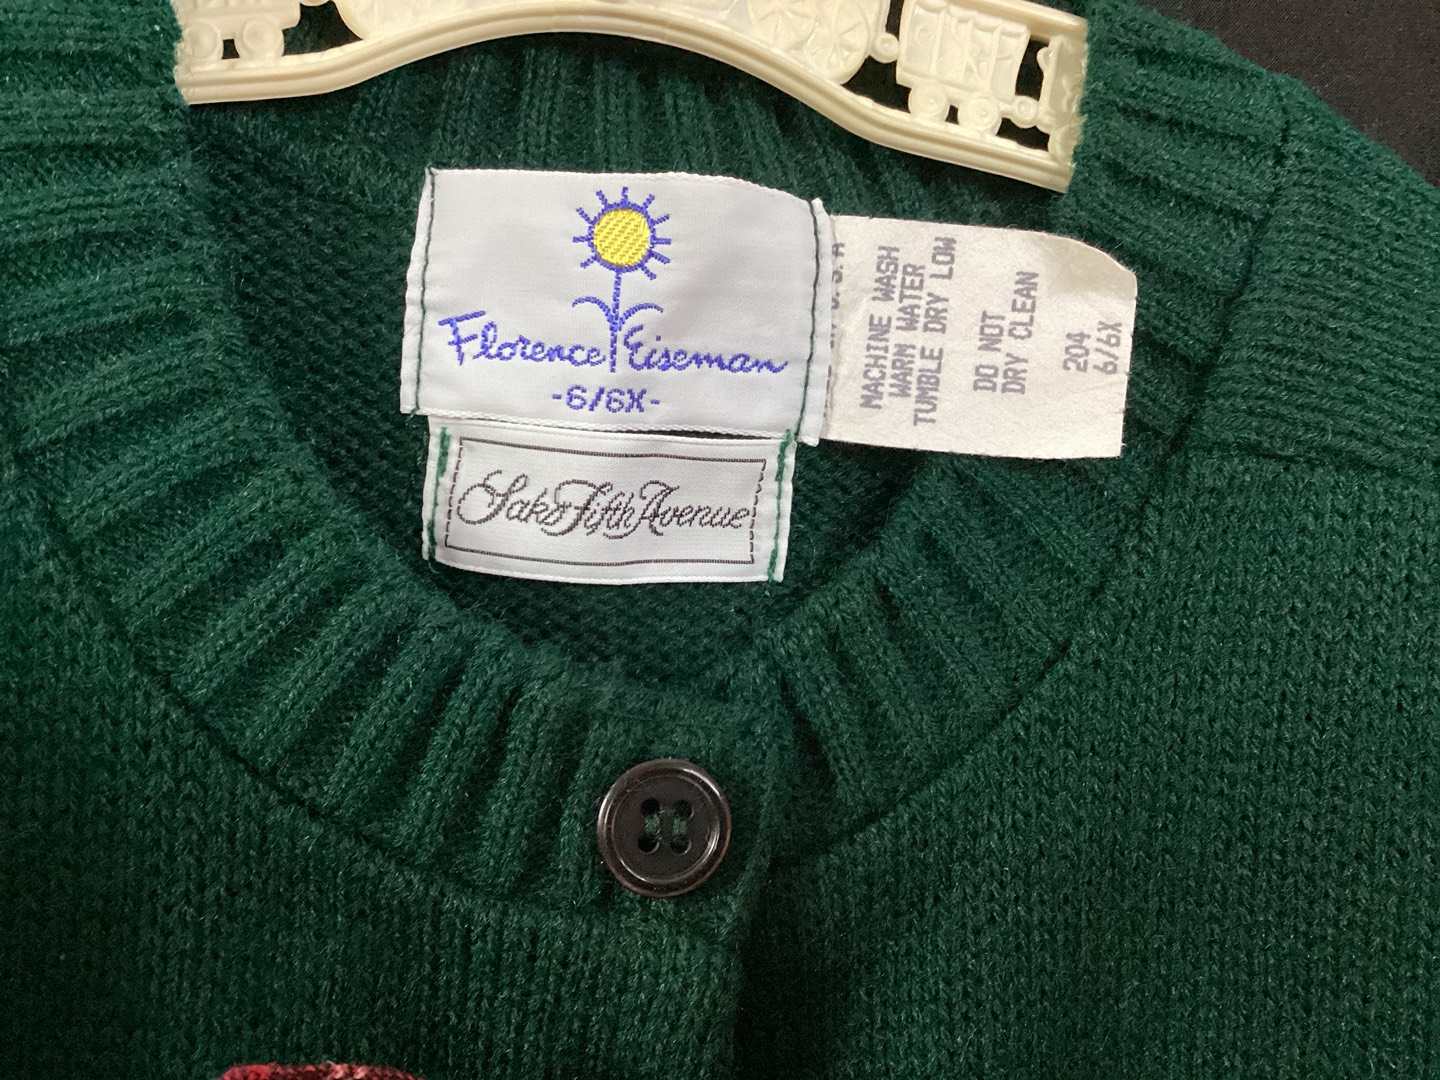 Florence Eiseman
-6/6X-
Saks Fifth Avenue
U.S.A
MACHINE WASH
WARM WATER
TUMBLE DRY LOW
DO NOT
DRY CLEAN
204
6/6X